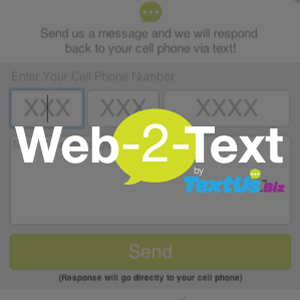 Send us a message and we will respond
back to your cell phone via text!
Enter Your Cell Phone Number
XXX XXX XXXX
Web-2-Text
by
TextUs.Biz
Send
(Response will go directly to your cell phone)